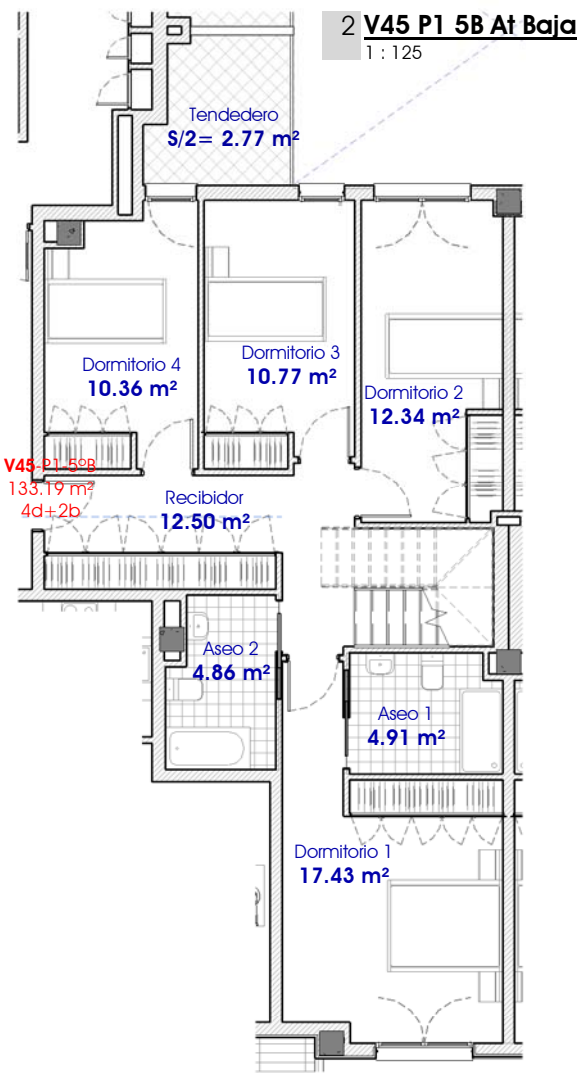 2 V45 P1 5B At Baja
1 : 125
Tendedero
S/2= 2.77 m²
Dormitorio 4
10.36 m²
Dormitorio 3
10.77 m²
Dormitorio 2
12.34 m²
V45-P1-5ºB
133.19 m²
4d+2b
Recibidor
12.50 m²
Aseo 2
4.86 m²
Aseo 1
4.91 m²
Dormitorio 1
17.43 m²